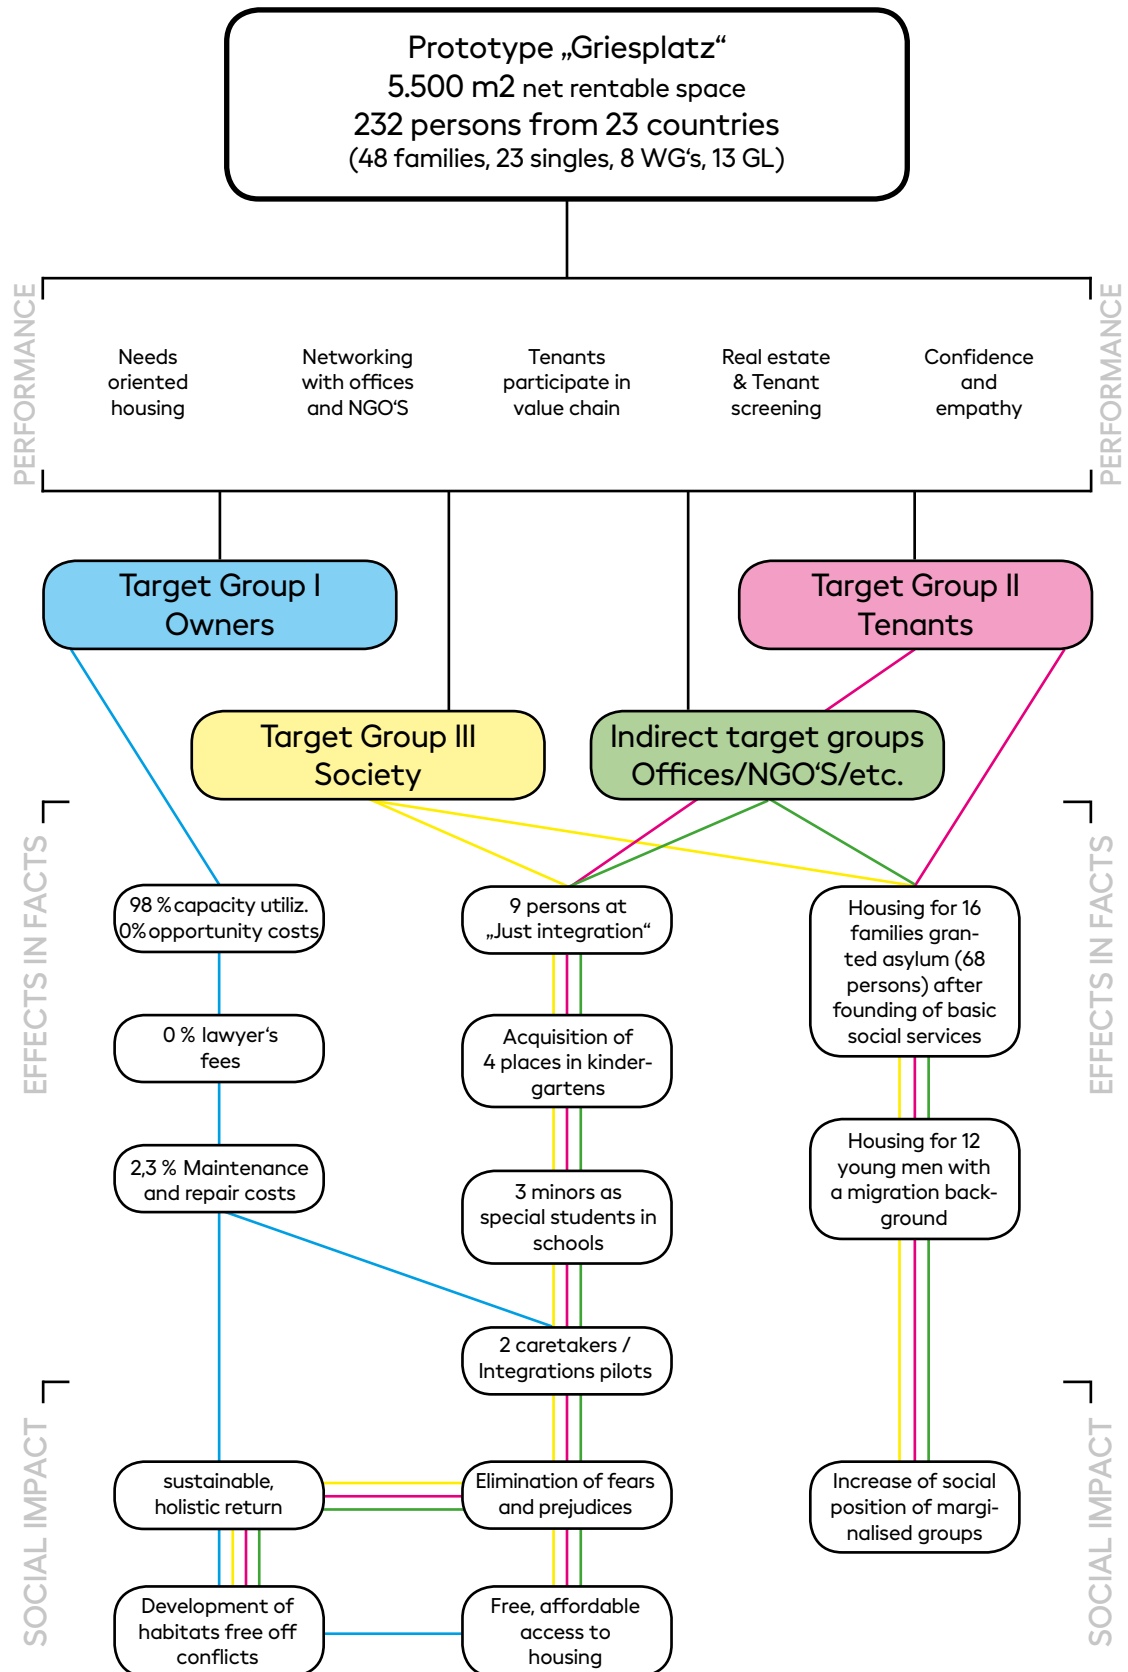 Prototype „Griesplatz“
5.500 m2 net rentable space
232 persons from 23 countries
(48 families, 23 singles, 8 WG‘s, 13 GL)
PERFORMANCE
PERFORMANCE
Needs
oriented
housing
Networking
with offices
and NGO‘S
Tenants
participate in
value chain
Real estate
& Tenant
screening
Confidence
and
empathy
Target Group I
Owners
Target Group II
Tenants
Target Group III
Society
Indirect target groups
Offices/NGO‘S/etc.
EFFECTS IN FACTS
EFFECTS IN FACTS
98 % capacity utiliz.
0% opportunity costs
9 persons at
„Just integration“
Housing for 16
families gran-
ted asylum (68
persons) after
founding of basic
social services
0 % lawyer‘s
fees
Acquisition of
4 places in kinder-
gartens
2,3 % Maintenance
and repair costs
3 minors as
special students in
schools
Housing for 12
young men with
a migration back-
ground
2 caretakers /
Integrations pilots
SOCIAL IMPACT
SOCIAL IMPACT
sustainable,
holistic return
Elimination of fears
and prejudices
Increase of social
position of margi-
nalised groups
Development of
habitats free off
conflicts
Free, affordable
access to
housing